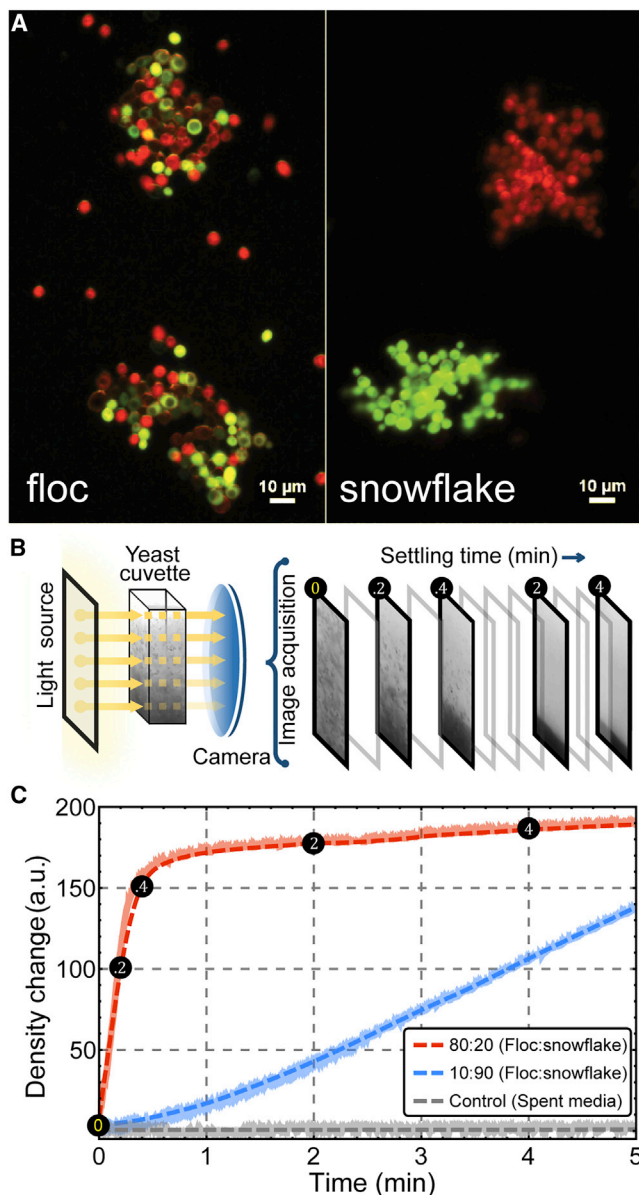 A
floc
10 µm
snowflake
10 µm
B
Light source
Yeast
cuvette
Camera
Image acquisition
Settling time (min)
0
.2
.4
2
4
C
Density change (a.u.)
200
150
100
50
0
.2
.4
2
4
80:20 (Floc:snowflake)
10:90 (Floc:snowflake)
Control (Spent media)
0
1
2
3
4
5
Time (min)